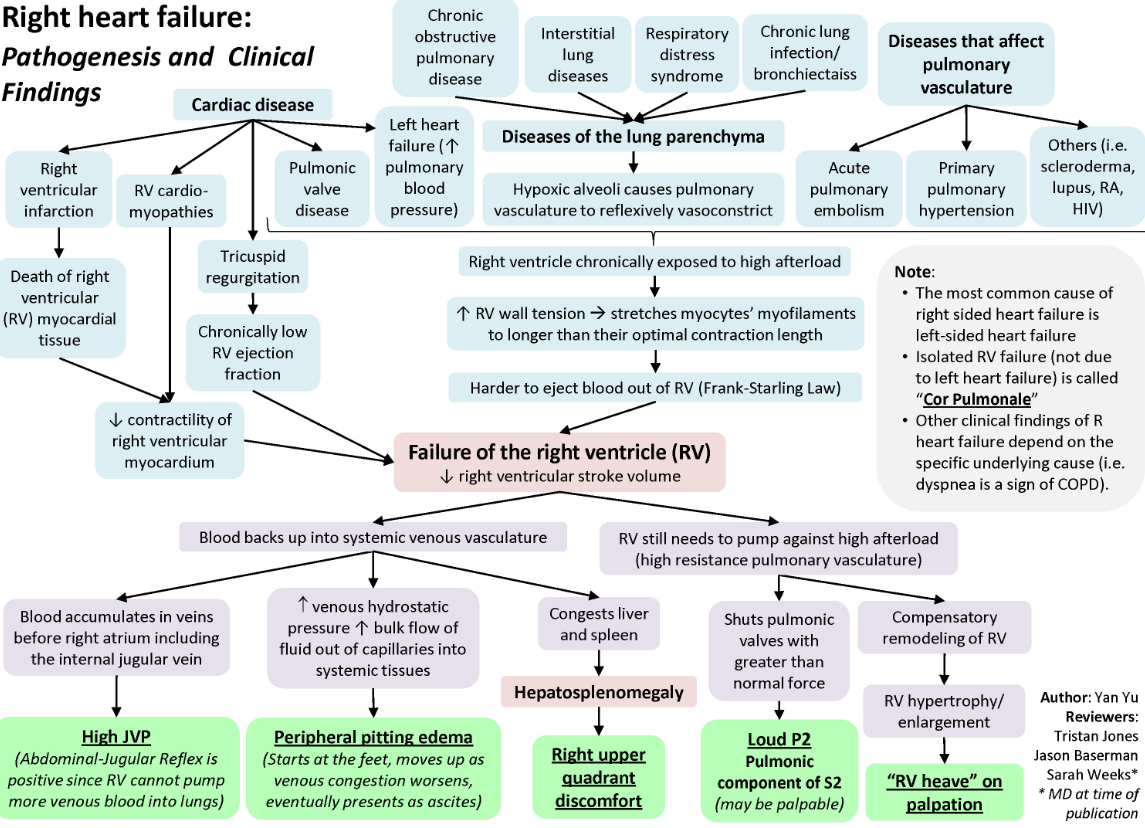 Right heart failure:
Pathogenesis and Clinical
Findings
Chronic
obstructive
pulmonary
disease
Interstitial
lung
diseases
Respiratory
distress
syndrome
Chronic lung
infection/
bronchiectaiss
Diseases that affect
pulmonary
vasculature
Cardiac disease
Diseases of the lung parenchyma
Left heart
failure (↑
pulmonary
blood
pressure)
Right
ventricular
infarction
RV cardio-
myopathies
Pulmonic
valve
disease
Hypoxic alveoli causes pulmonary
vasculature to reflexively vasoconstrict
Acute
pulmonary
embolism
Primary
pulmonary
hypertension
Others (i.e.
scleroderma,
lupus, RA,
HIV)
Tricuspid
regurgitation
Right ventricle chronically exposed to high afterload
Death of right
ventricular
(RV) myocardial
tissue
Chronically low
RV ejection
fraction
↑ RV wall tension → stretches myocytes’ myofilaments
to longer than their optimal contraction length
Harder to eject blood out of RV (Frank-Starling Law)
Note:
• The most common cause of
right sided heart failure is
left-sided heart failure
• Isolated RV failure (not due
to left heart failure) is called
“Cor Pulmonale”
• Other clinical findings of R
heart failure depend on the
specific underlying cause (i.e.
dyspnea is a sign of COPD).
↓ contractility of
right ventricular
myocardium
Failure of the right ventricle (RV)
↓ right ventricular stroke volume
Blood backs up into systemic venous vasculature
RV still needs to pump against high afterload
(high resistance pulmonary vasculature)
Blood accumulates in veins
before right atrium including
the internal jugular vein
↑ venous hydrostatic
pressure ↑ bulk flow of
fluid out of capillaries into
systemic tissues
Congests liver
and spleen
Shuts pulmonic
valves with
greater than
normal force
Compensatory
remodeling of RV
Hepatosplenomegaly
RV hypertrophy/
enlargement
High JVP
(Abdominal-Jugular Reflex is
positive since RV cannot pump
more venous blood into lungs)
Peripheral pitting edema
(Starts at the feet, moves up as
venous congestion worsens,
eventually presents as ascites)
Right upper
quadrant
discomfort
Loud P2
Pulmonic
component of S2
(may be palpable)
“RV heave” on
palpation
Author: Yan Yu
Reviewers:
Tristan Jones
Jason Baserman
Sarah Weeks*
* MD at time of
publication